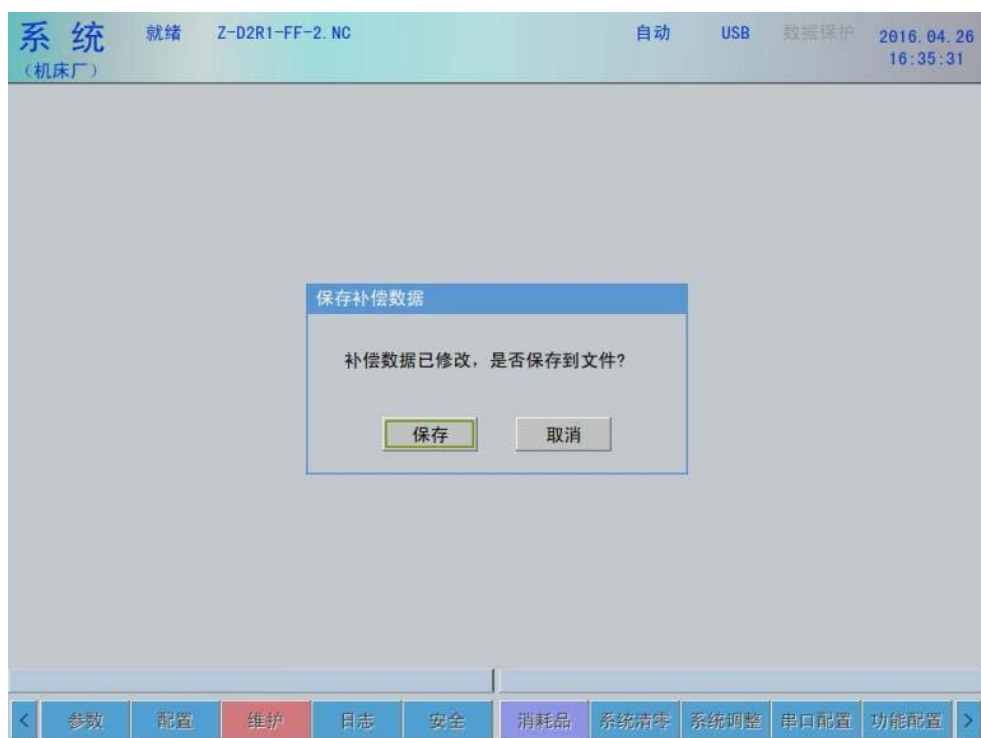 系 统 就绪 Z-D2R1-FF-2.NC 自动 USB 数据保护 2016.04.26
（机床厂） 16:35:31
保存补偿数据
补偿数据已修改，是否保存到文件?
保存 取消
< 参数 配置 维护 日志 安全 消耗品 系统清零 系统调整 串口配置 功能配置 >